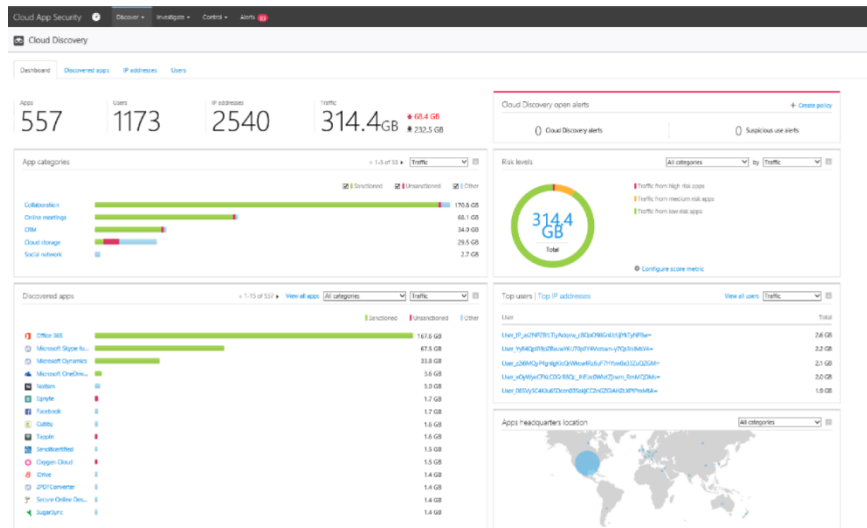 Cloud App Security Discover Investigate Control Alerts
Cloud Discovery
Dashboard Discovered apps IP addresses Users
Apps Users IP addresses Traffic
557 1173 2540 314.4GB 68.4 GB
232.5 GB
Cloud Discovery open alerts + Create policy
0 Cloud Discovery alerts 0 Suspicious use alerts
App categories 1-5 of 33 Traffic
Sanctioned Unsanctioned Other
Collaboration 170.8 GB
Online meetings 68.1 GB
CRM 34.0 GB
Cloud storage 29.5 GB
Social network 2.7 GB
Risk levels All categories by Traffic
314.4
GB
Total
Traffic from high risk apps
Traffic from medium risk apps
Traffic from low risk apps
Configure score metric
Discovered apps 1-15 of 557 View all apps All categories Traffic
Sanctioned Unsanctioned Other
Office 365 167.6 GB
Microsoft Skype fo... 67.5 GB
Microsoft Dynamics 33.8 GB
Microsoft OneDriv... 3.6 GB
1.7 GB
Facebook 1.7 GB
Cubby 1.6 GB
1.6 GB
1.5 GB
Oxygen Cloud 1.5 GB
1.4 GB
2PDFConverter 1.4 GB
Secure Online Des... 1.4 GB
SugarSync 1.4 GB
Top users | Top IP addresses View all users Traffic
User Total
2.6 GB
2.2 GB
2.1 GB
2.0 GB
1.9 GB
Apps headquarters location All categories